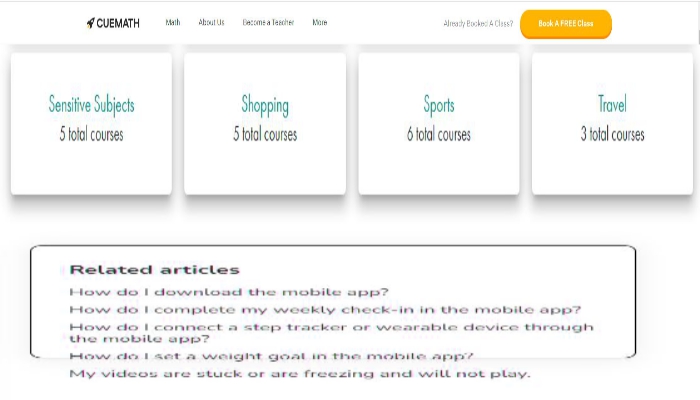 CUEMATH Math About Us Become a Teacher More Already Booked A Class? Book A FREE Class
Sensitive Subjects Shopping Sports Travel
5 total courses 5 total courses 6 total courses 3 total courses
Related articles
How do I download the mobile app?
How do I complete my weekly check-in in the mobile app?
How do I connect a step tracker or wearable device through
the mobile app?
How do I set a weight goal in the mobile app?
My videos are stuck or are freezing and will not play.